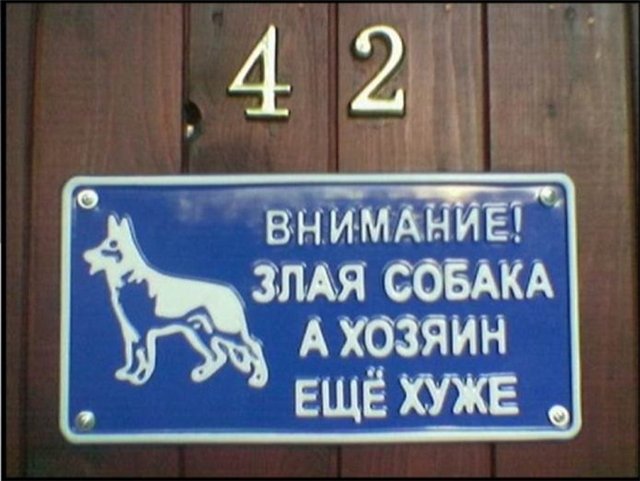 42
ВНИМАНИЕ!
ЗЛАЯ СОБАКА
А ХОЗЯИН
ЕЩЁ ХУЖЕ